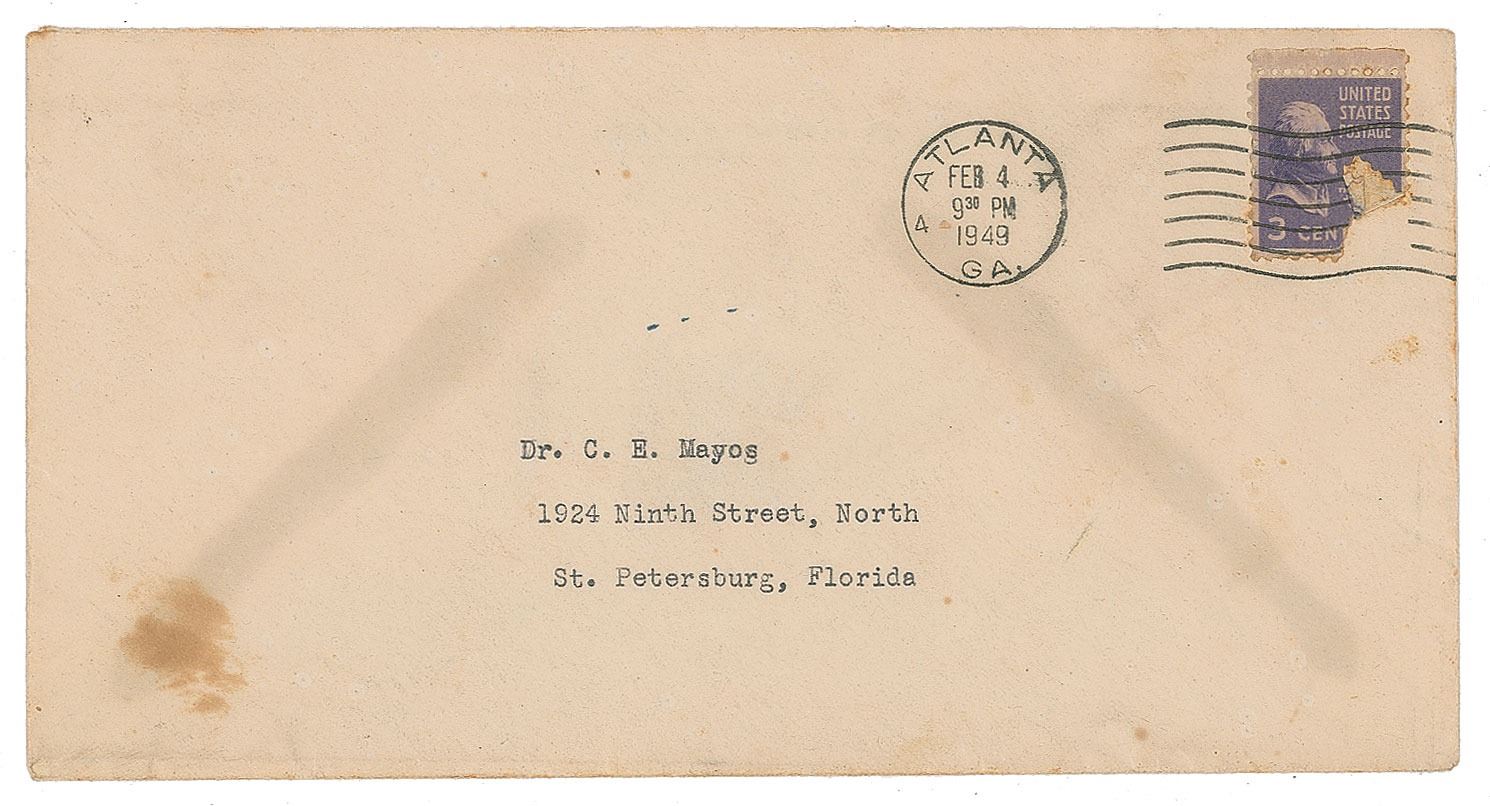 UNITED
STATES
POSTAGE
3 CEN
ATLANTA
FEB 4
9³⁰ PM
1949
4
GA.
Dr. C. E. Mayos
1924 Ninth Street, North
St. Petersburg, Florida